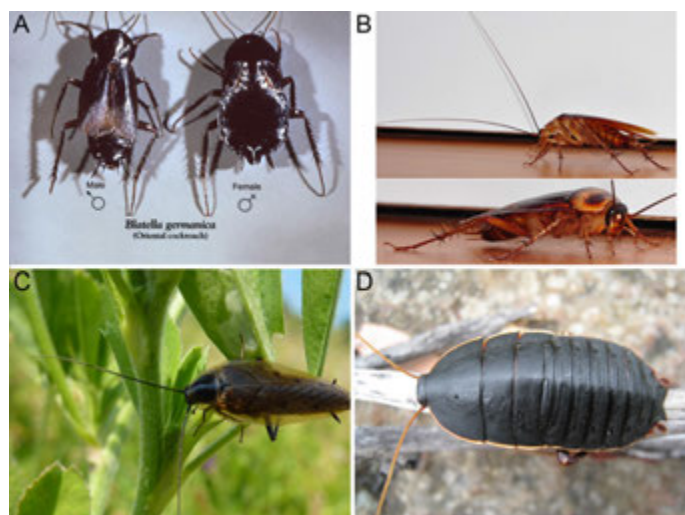 A
B
Male
Female
♂
♂
Blatella germanica
(Oriental cockroach)
C
D